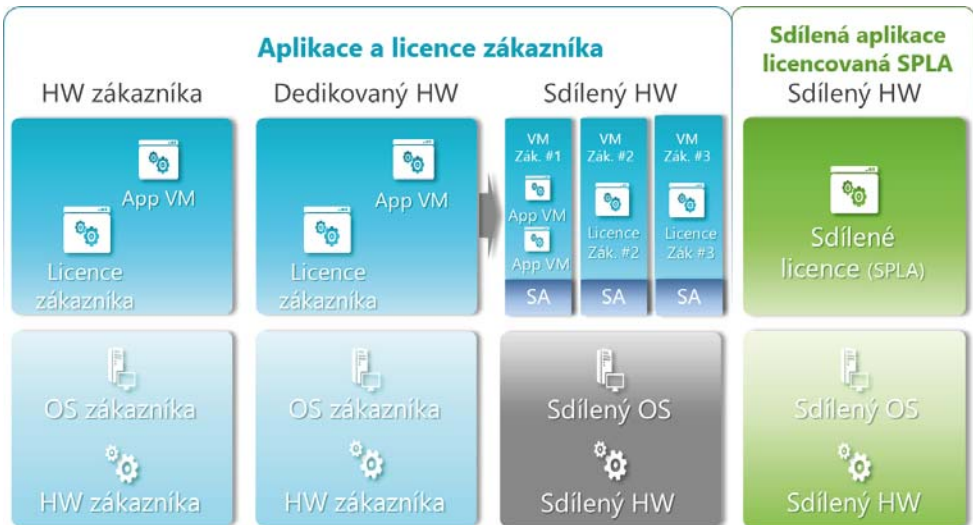 Aplikace a licence zákazníka
HW zákazníka
App VM
Licence
zákazníka
OS zákazníka
HW zákazníka
Dedikovaný HW
App VM
Licence
zákazníka
OS zákazníka
HW zákazníka
Sdílený HW
VM
Zák. #1
App VM
App VM
SA
VM
Zák. #2
Licence
Zák. #2
SA
VM
Zák. #3
Licence
Zák #3
SA
Sdílený OS
Sdílený HW
Sdílená aplikace
licencovaná SPLA
Sdílený HW
Sdílené
licence (SPLA)
Sdílený OS
Sdílený HW